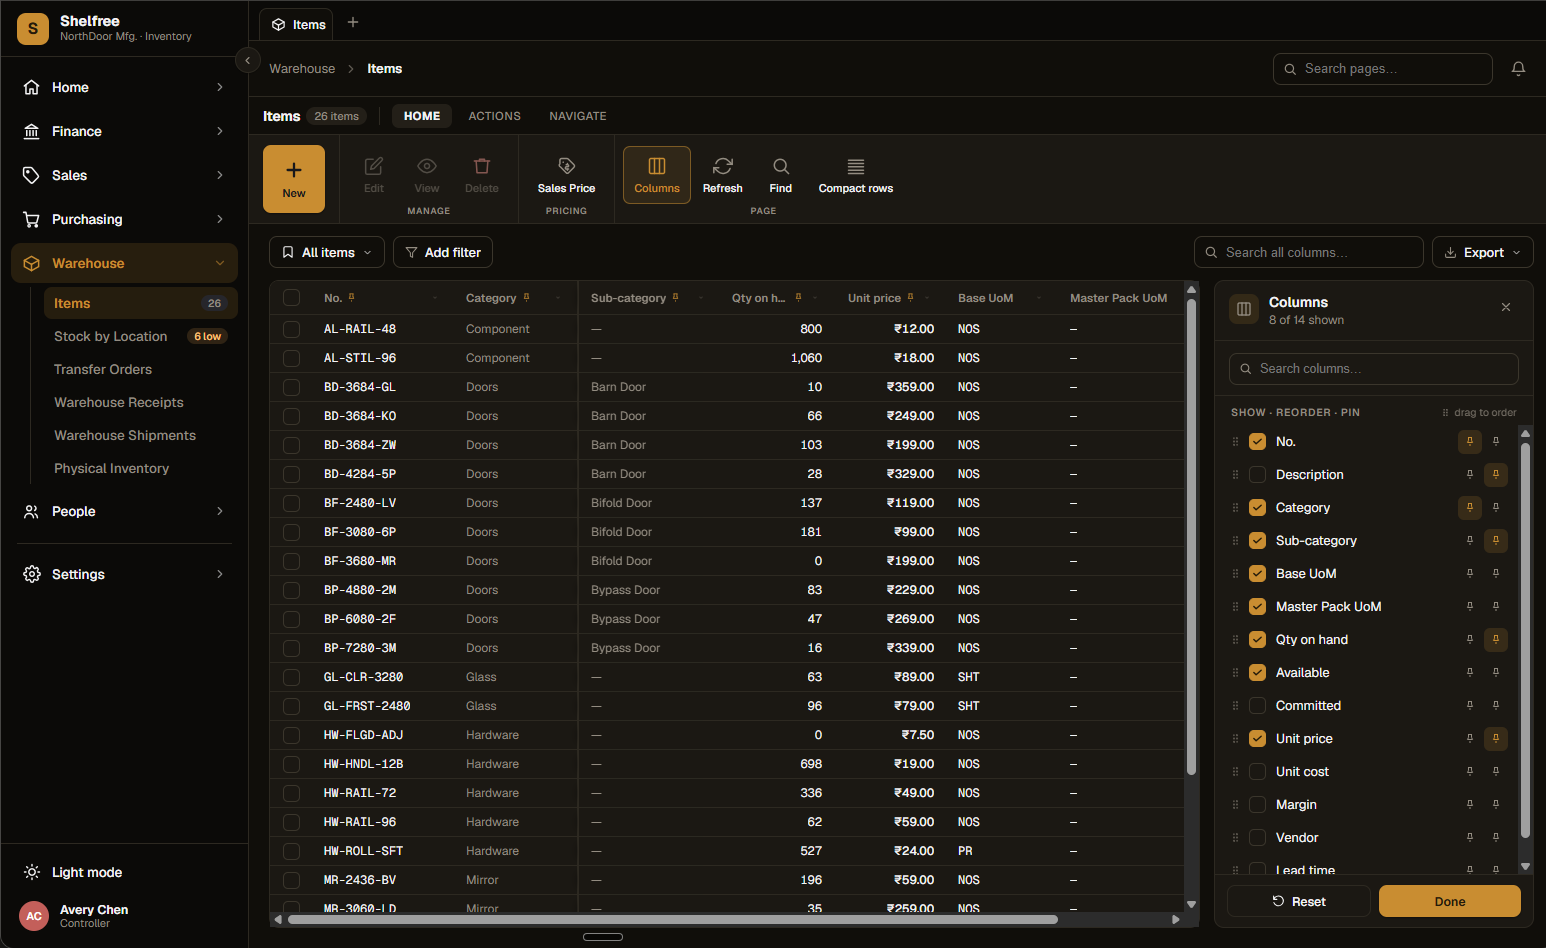 S
Shelfree
NorthDoor Mfg. · Inventory
Home
Finance
Sales
Purchasing
Warehouse
Items 26
Stock by Location 6 low
Transfer Orders
Warehouse Receipts
Warehouse Shipments
Physical Inventory
People
Settings
Light mode
AC
Avery Chen
Controller
Items
Warehouse > Items
Search pages…
Items 26 items HOME ACTIONS NAVIGATE
New
Edit View Delete
MANAGE
Sales Price
PRICING
Columns Refresh Find Compact rows
PAGE
All items Add filter
Search all columns… Export
No. Category Sub-category Qty on h… Unit price Base UoM Master Pack UoM
AL-RAIL-48 Component — 800 ₹12.00 NOS –
AL-STIL-96 Component — 1,060 ₹18.00 NOS –
BD-3684-GL Doors Barn Door 10 ₹359.00 NOS –
BD-3684-KO Doors Barn Door 66 ₹249.00 NOS –
BD-3684-ZW Doors Barn Door 103 ₹199.00 NOS –
BD-4284-5P Doors Barn Door 28 ₹329.00 NOS –
BF-2480-LV Doors Bifold Door 137 ₹119.00 NOS –
BF-3080-6P Doors Bifold Door 181 ₹99.00 NOS –
BF-3680-MR Doors Bifold Door 0 ₹199.00 NOS –
BP-4880-2M Doors Bypass Door 83 ₹229.00 NOS –
BP-6080-2F Doors Bypass Door 47 ₹269.00 NOS –
BP-7280-3M Doors Bypass Door 16 ₹339.00 NOS –
GL-CLR-3280 Glass — 63 ₹89.00 SHT –
GL-FRST-2480 Glass — 96 ₹79.00 SHT –
HW-FLGD-ADJ Hardware — 0 ₹7.50 NOS –
HW-HNDL-12B Hardware — 698 ₹19.00 NOS –
HW-RAIL-72 Hardware — 336 ₹49.00 NOS –
HW-RAIL-96 Hardware — 62 ₹59.00 NOS –
HW-ROLL-SFT Hardware — 527 ₹24.00 PR –
MR-2436-BV Mirror — 196 ₹59.00 NOS –
MR-3060-LD Mirror — 35 ₹259.00 NOS –
Columns
8 of 14 shown
Search columns…
SHOW · REORDER · PIN drag to order
No.
Description
Category
Sub-category
Base UoM
Master Pack UoM
Qty on hand
Available
Committed
Unit price
Unit cost
Margin
Vendor
Lead time
Reset Done